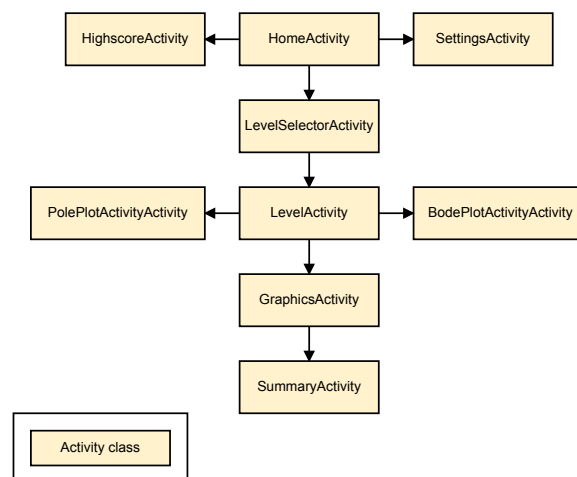 HighscoreActivity
HomeActivity
SettingsActivity
LevelSelectorActivity
PolePlotActivityActivity
LevelActivity
BodePlotActivityActivity
GraphicsActivity
SummaryActivity
Activity class